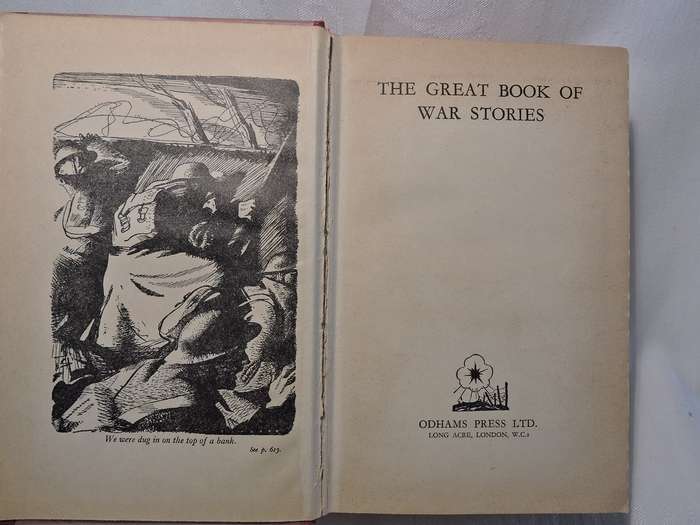 We were dug in on the top of a bank.
See p. 619.
THE GREAT BOOK OF
WAR STORIES
ODHAMS PRESS LTD.
LONG ACRE, LONDON, W.C.2